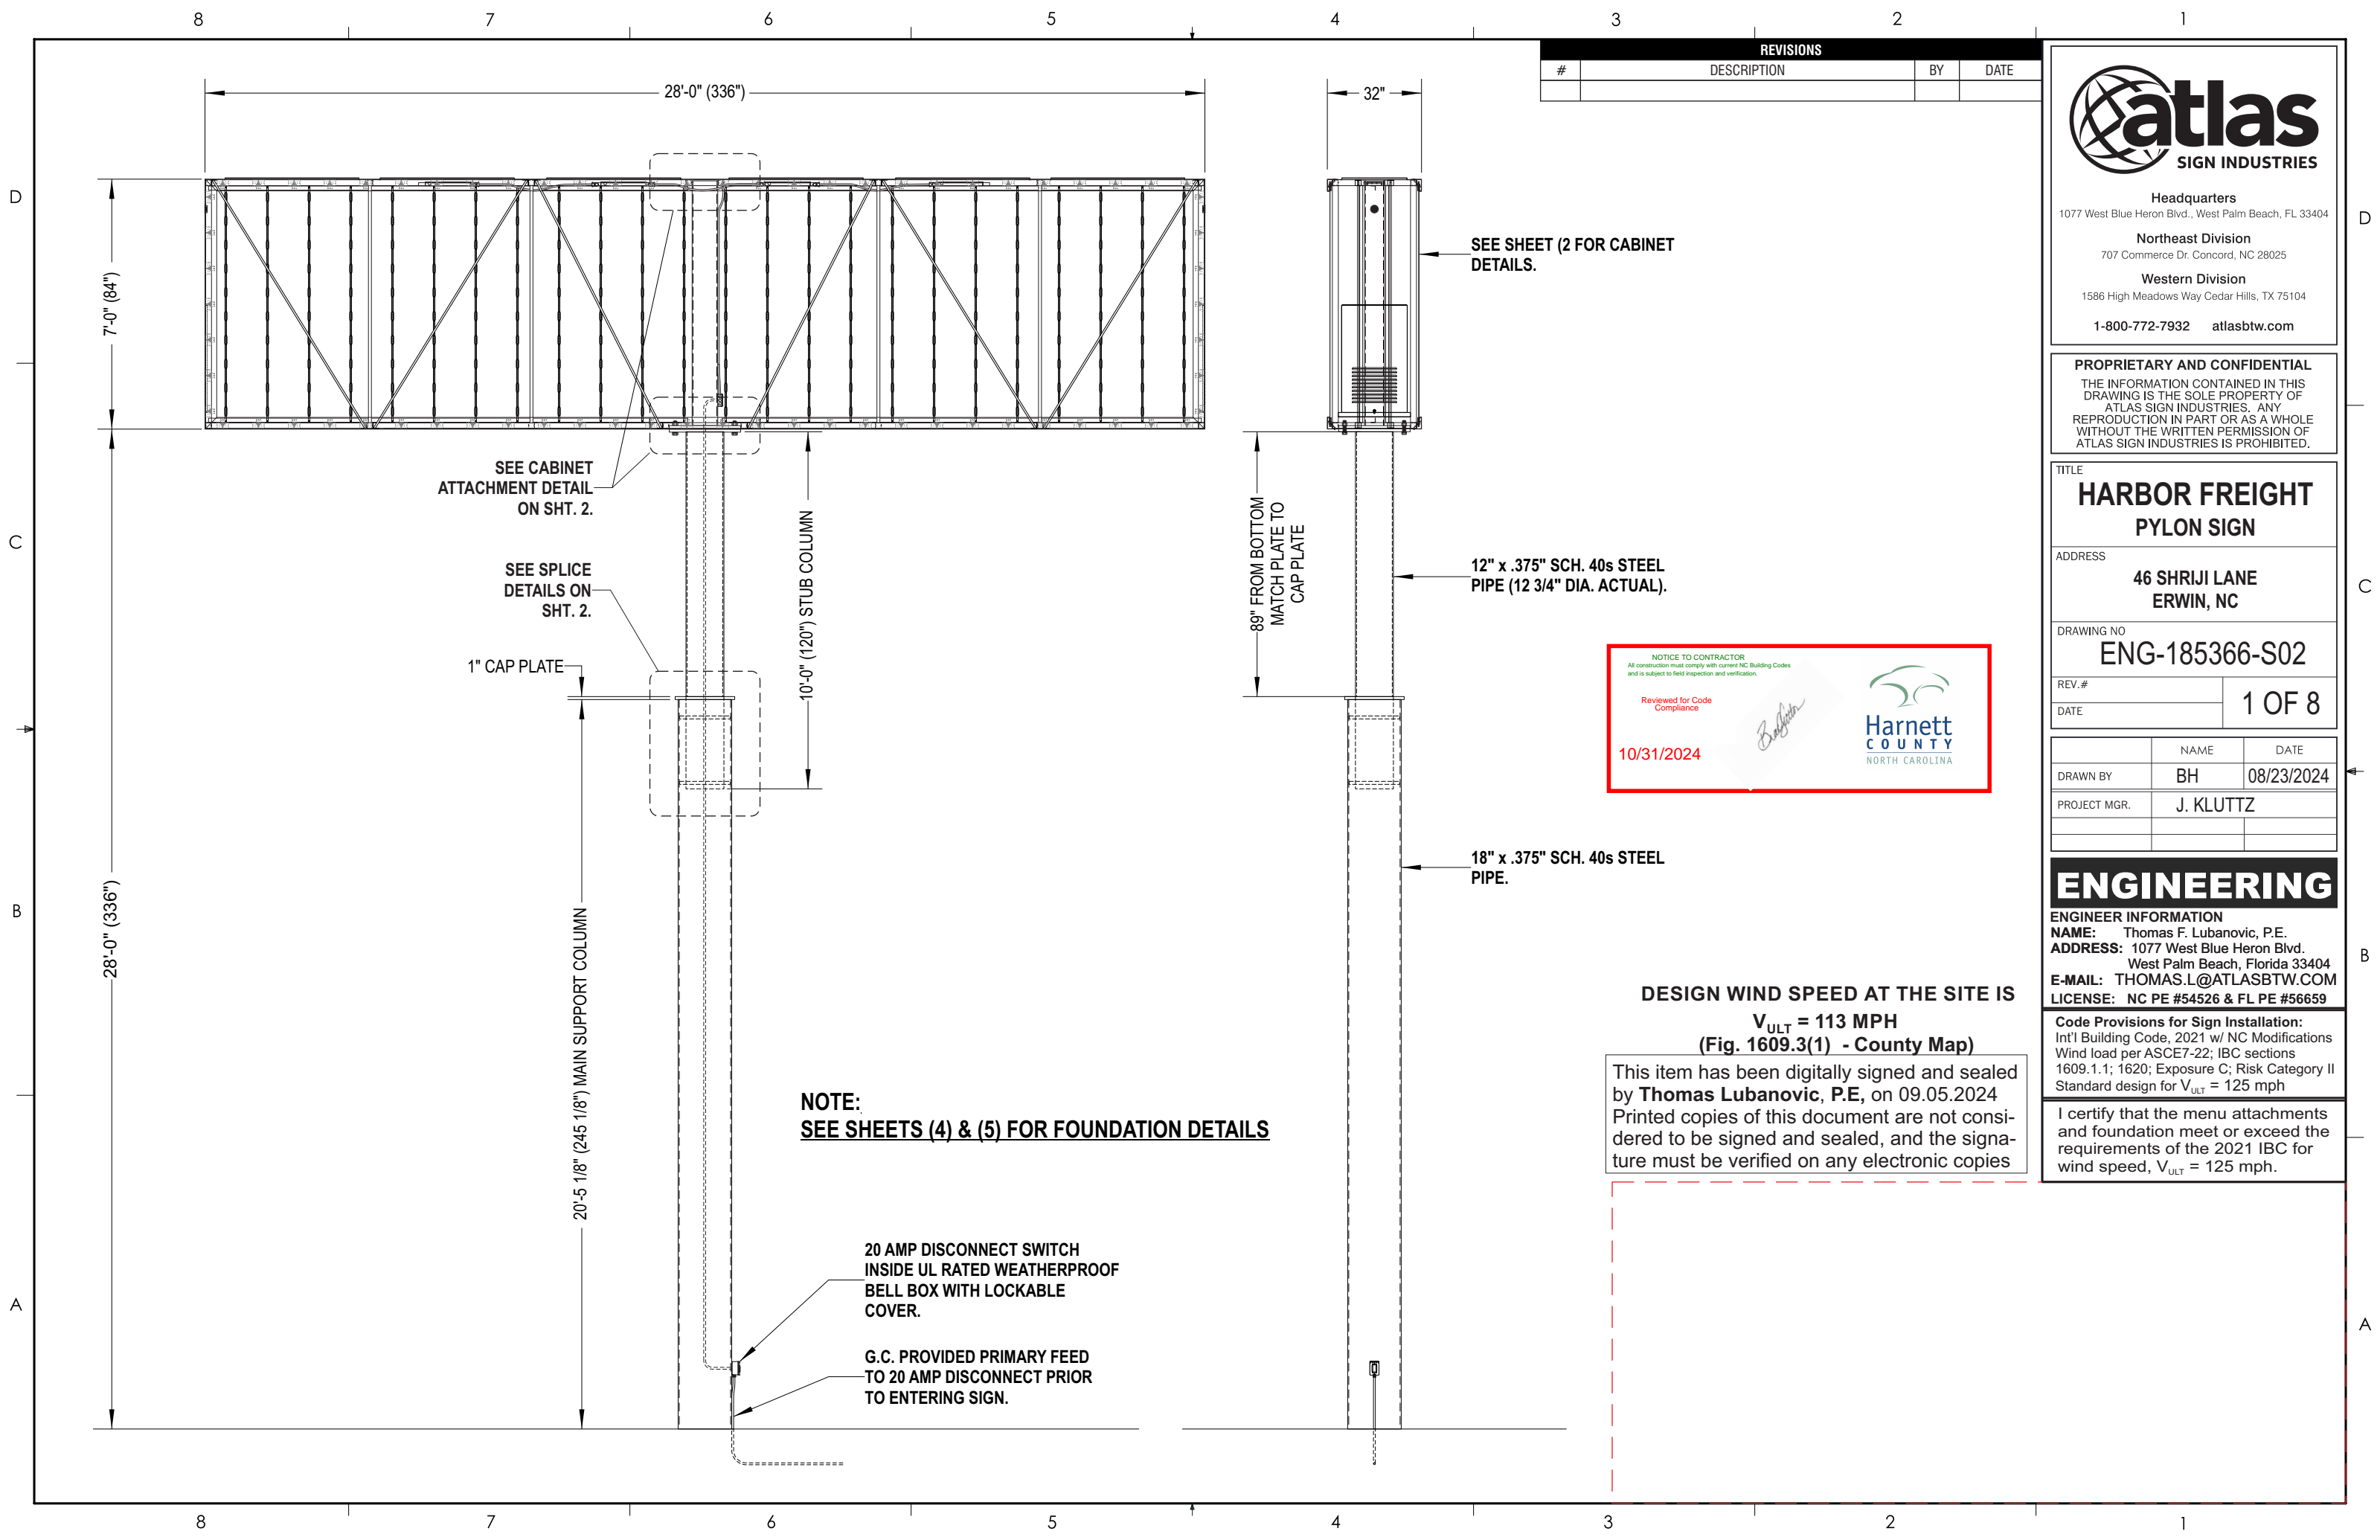 8 7 6 5 4 3 2 1
REVISIONS
# DESCRIPTION BY DATE
28'-0" (336")
32"
7'-0" (84")
SEE SHEET (2 FOR CABINET
DETAILS.
SEE CABINET
ATTACHMENT DETAIL
ON SHT. 2.
SEE SPLICE
DETAILS ON
SHT. 2.
1" CAP PLATE
10'-0" (120") STUB COLUMN
89" FROM BOTTOM
MATCH PLATE TO
CAP PLATE
12" x .375" SCH. 40s STEEL
PIPE (12 3/4" DIA. ACTUAL).
18" x .375" SCH. 40s STEEL
PIPE.
28'-0" (336")
20'-5 1/8" (245 1/8") MAIN SUPPORT COLUMN
NOTE:
SEE SHEETS (4) & (5) FOR FOUNDATION DETAILS
20 AMP DISCONNECT SWITCH
INSIDE UL RATED WEATHERPROOF
BELL BOX WITH LOCKABLE
COVER.
G.C. PROVIDED PRIMARY FEED
TO 20 AMP DISCONNECT PRIOR
TO ENTERING SIGN.
NOTICE TO CONTRACTOR
All construction must comply with current NC Building Codes
and is subject to field inspection and verification.
Reviewed for Code
Compliance
10/31/2024
Harnett
COUNTY
NORTH CAROLINA
DESIGN WIND SPEED AT THE SITE IS
VULT = 113 MPH
(Fig. 1609.3(1) - County Map)
This item has been digitally signed and sealed
by Thomas Lubanovic, P.E, on 09.05.2024
Printed copies of this document are not consi-
dered to be signed and sealed, and the signa-
ture must be verified on any electronic copies
atlas
SIGN INDUSTRIES
Headquarters
1077 West Blue Heron Blvd., West Palm Beach, FL 33404
Northeast Division
707 Commerce Dr. Concord, NC 28025
Western Division
1586 High Meadows Way Cedar Hills, TX 75104
1-800-772-7932 atlasbtw.com
PROPRIETARY AND CONFIDENTIAL
THE INFORMATION CONTAINED IN THIS
DRAWING IS THE SOLE PROPERTY OF
ATLAS SIGN INDUSTRIES. ANY
REPRODUCTION IN PART OR AS A WHOLE
WITHOUT THE WRITTEN PERMISSION OF
ATLAS SIGN INDUSTRIES IS PROHIBITED.
TITLE
HARBOR FREIGHT
PYLON SIGN
ADDRESS
46 SHRIJI LANE
ERWIN, NC
DRAWING NO
ENG-185366-S02
REV.#
DATE
1 OF 8
NAME DATE
DRAWN BY BH 08/23/2024
PROJECT MGR. J. KLUTTZ
ENGINEERING
ENGINEER INFORMATION
NAME: Thomas F. Lubanovic, P.E.
ADDRESS: 1077 West Blue Heron Blvd.
West Palm Beach, Florida 33404
E-MAIL: THOMAS.L@ATLASBTW.COM
LICENSE: NC PE #54526 & FL PE #56659
Code Provisions for Sign Installation:
Int'l Building Code, 2021 w/ NC Modifications
Wind load per ASCE7-22; IBC sections
1609.1.1; 1620; Exposure C; Risk Category II
Standard design for VULT = 125 mph
I certify that the menu attachments
and foundation meet or exceed the
requirements of the 2021 IBC for
wind speed, VULT = 125 mph.
D D
C C
B B
A A
8 7 6 5 4 3 2 1